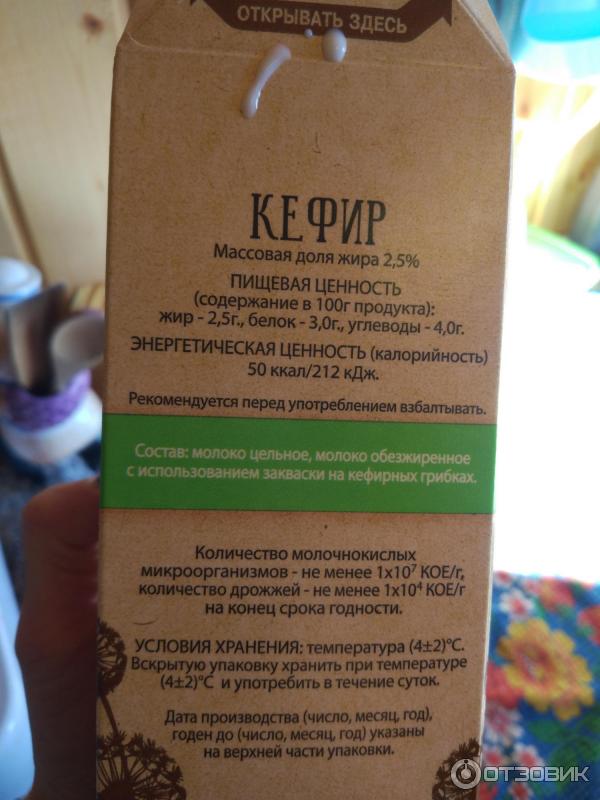 ОТКРЫВАТЬ ЗДЕСЬ
КЕФИР
Массовая доля жира 2,5%
ПИЩЕВАЯ ЦЕННОСТЬ
(содержание в 100г продукта):
жир - 2,5г., белок - 3,0г., углеводы - 4,0г.
ЭНЕРГЕТИЧЕСКАЯ ЦЕННОСТЬ (калорийность)
50 ккал/212 кДж.
Рекомендуется перед употреблением взбалтывать.
Состав: молоко цельное, молоко обезжиренное
с использованием закваски на кефирных грибках.
Количество молочнокислых
микроорганизмов - не менее 1х10⁷ КОЕ/г,
количество дрожжей - не менее 1х10⁴ КОЕ/г
на конец срока годности.
УСЛОВИЯ ХРАНЕНИЯ: температура (4±2)°С.
Вскрытую упаковку хранить при температуре
(4±2)°С и употребить в течение суток.
Дата производства (число, месяц, год),
годен до (число, месяц, год) указаны
на верхней части упаковки.
ОТЗОВИК